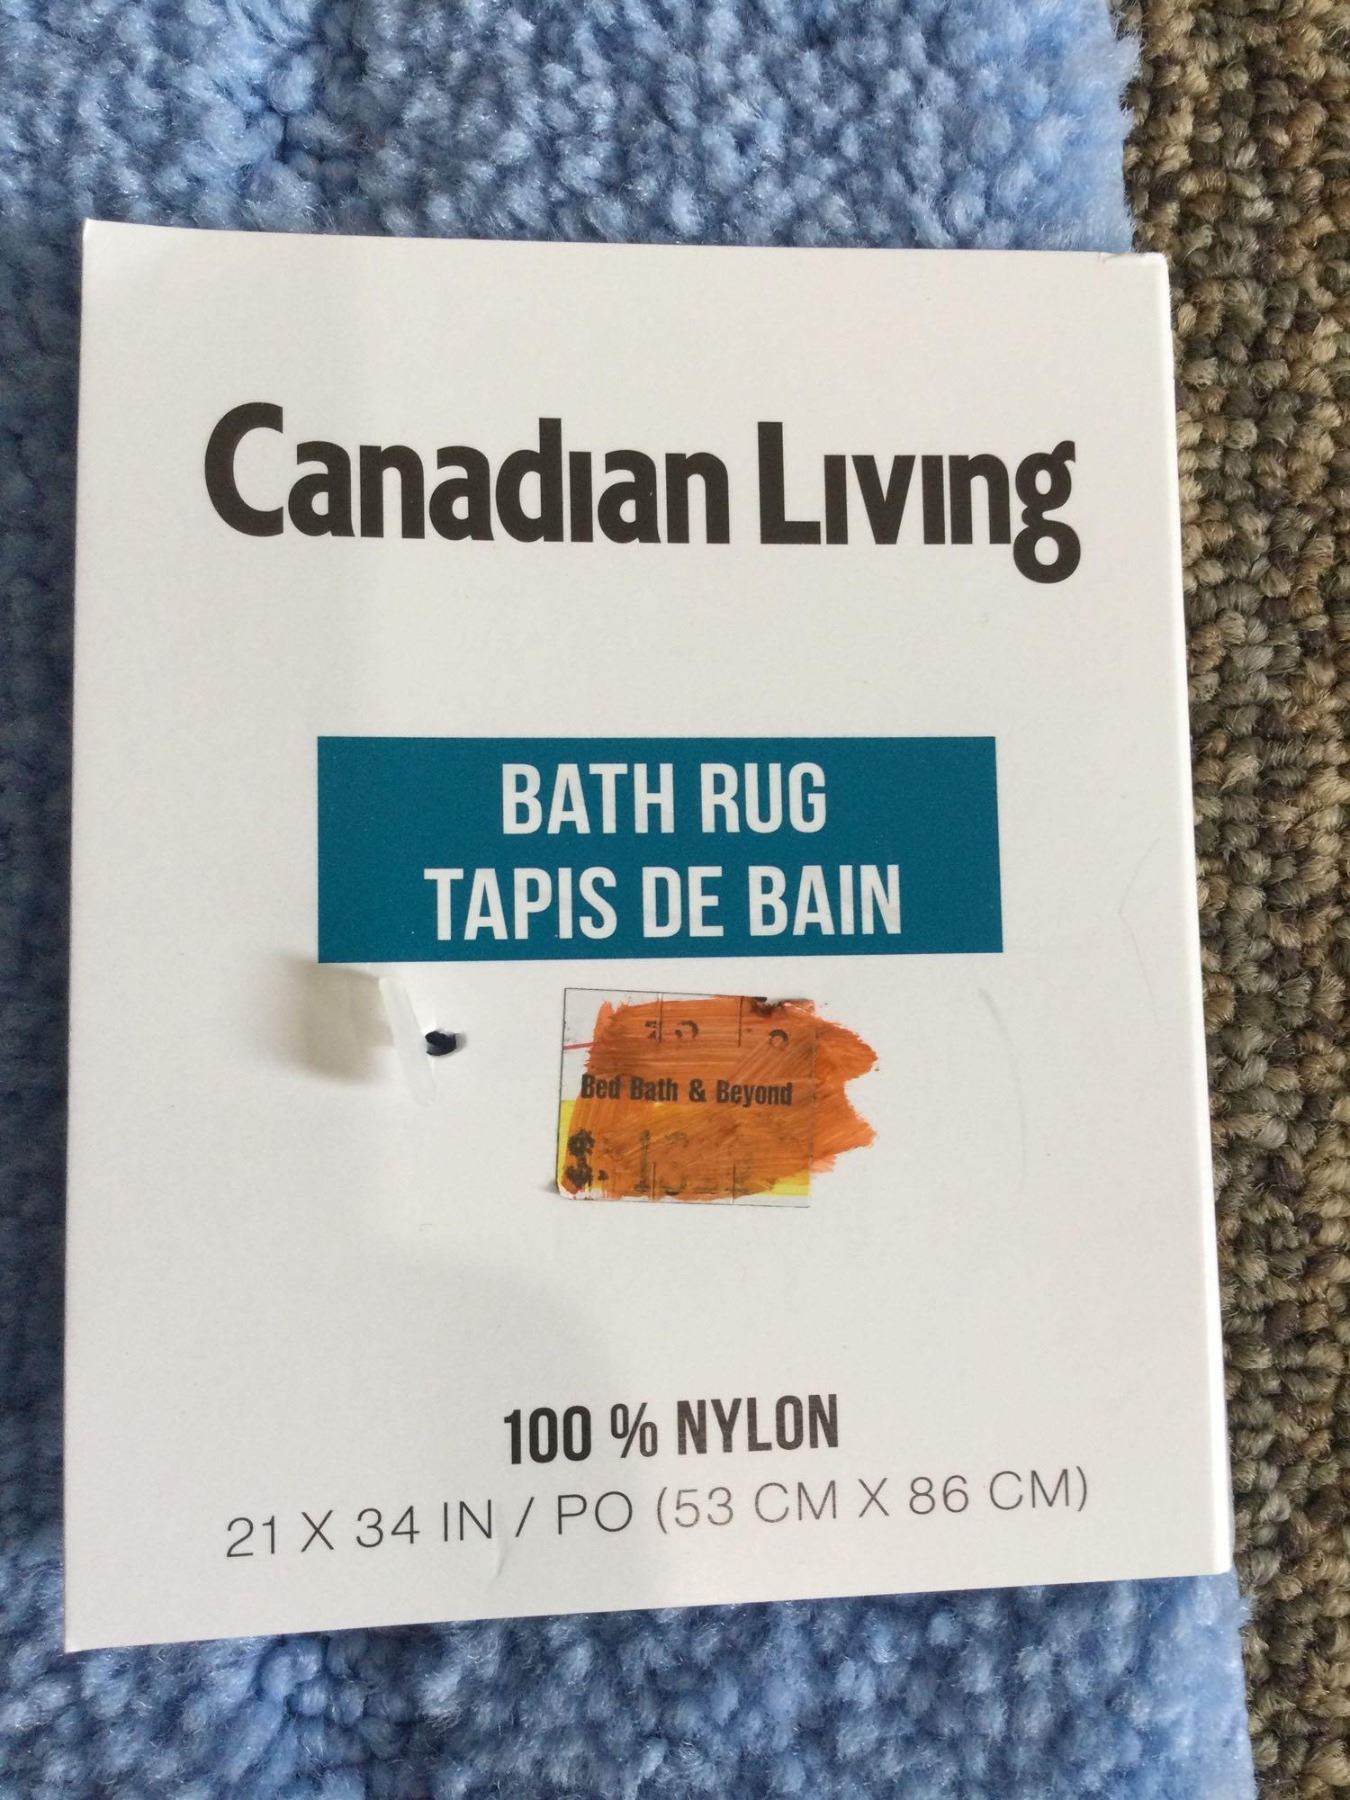 Canadian Living
BATH RUG
TAPIS DE BAIN
Bed Bath & Beyond
100 % NYLON
21 X 34 IN / PO (53 CM X 86 CM)